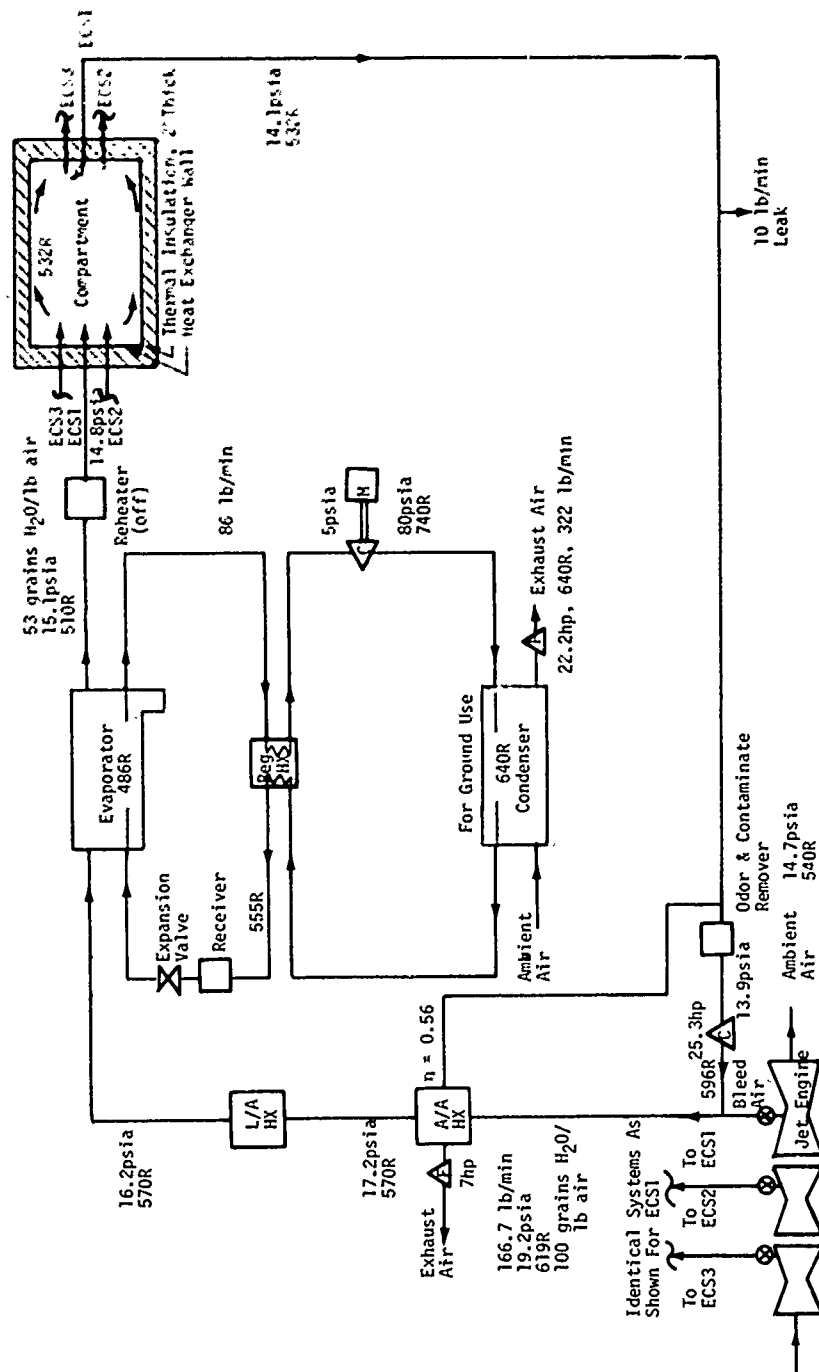 53 grains H₂O/lb air
15.1psia
510R
Reheater
(off)
ECS3
ECS1
14.8psia
ECS2
532R
Compartment
ECS3
ECS2
ECS1
Thermal Insulation, 2" Thick
Heat Exchanger Wall
14.1psia
532R
10 lb/min
Leak
Evaporator
486R
Expansion
Valve
Receiver
555R
86 lb/min
Reg
HX
5psia
M
C
80psia
740R
For Ground Use
640R
Condenser
Ambient
Air
Exhaust Air
22.2hp, 640R, 322 lb/min
16.2psia
570R
L/A
HX
17.2psia
570R
A/A
HX
η = 0.56
7hp
Exhaust
Air
166.7 lb/min
19.2psia
619R
100 grains H₂O/
lb air
Odor & Contaminate
Remover
13.9psia
25.3hp
C
596R
Bleed
Air
Identical Systems As
Shown For ECS1
To
ECS3
To
ECS2
To
ECS1
Jet Engine
Ambient
Air
14.7psia
540R